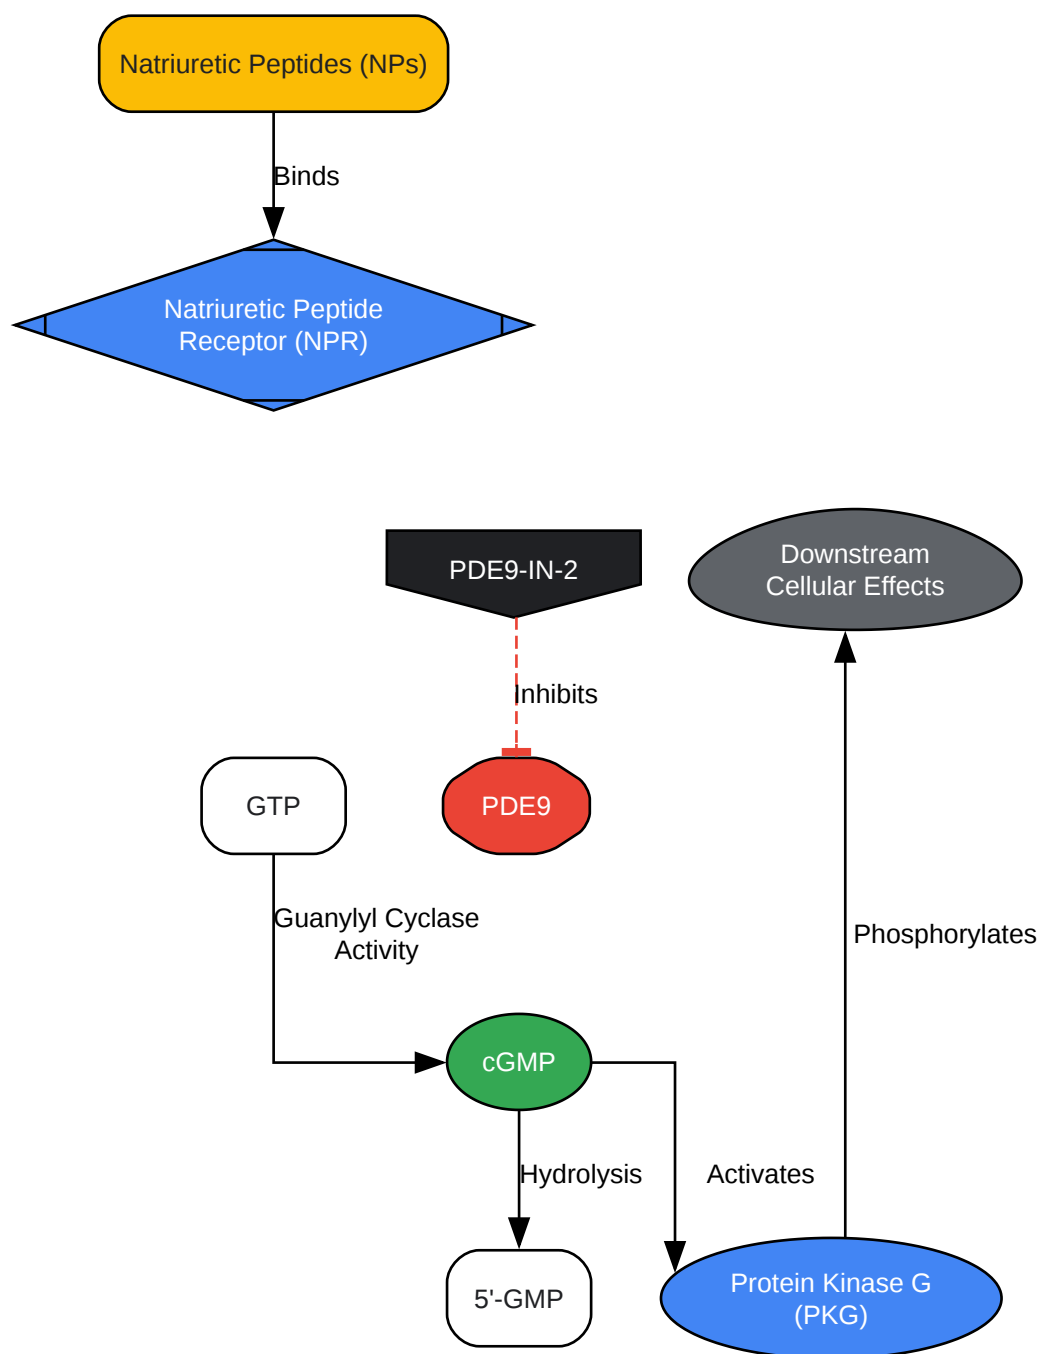 Natriuretic Peptides (NPs)
Binds
Natriuretic Peptide
Receptor (NPR)
PDE9-IN-2
Downstream
Cellular Effects
Inhibits
GTP
PDE9
Guanylyl Cyclase
Activity
Phosphorylates
cGMP
Hydrolysis
Activates
5'-GMP
Protein Kinase G
(PKG)